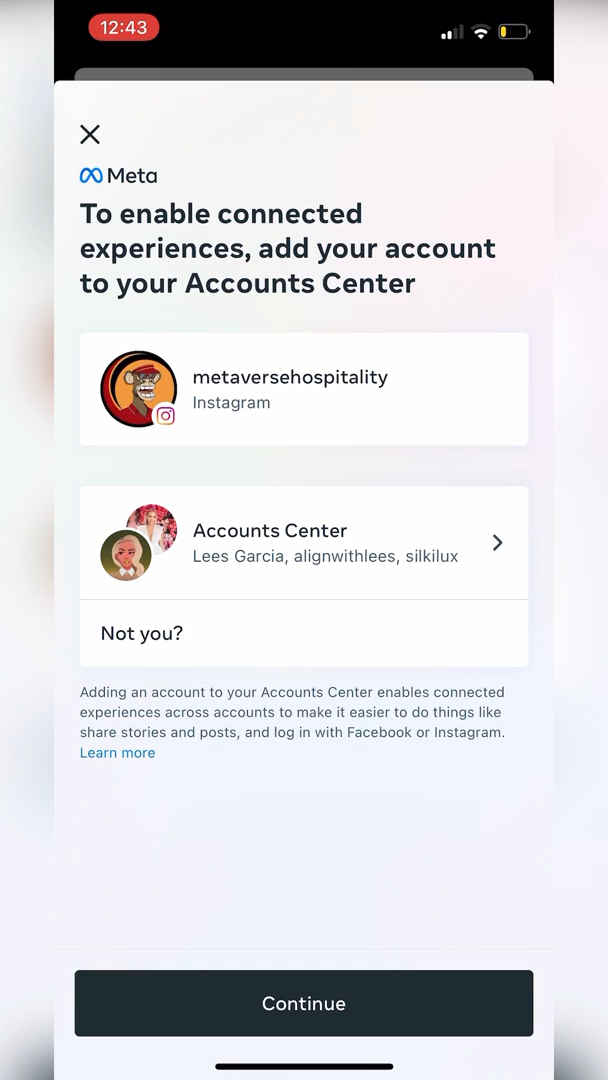 12:43
Meta
To enable connected
experiences, add your account
to your Accounts Center
metaversehospitality
Instagram
Accounts Center
Lees Garcia, alignwithlees, silkilux
Not you?
Adding an account to your Accounts Center enables connected
experiences across accounts to make it easier to do things like
share stories and posts, and log in with Facebook or Instagram.
Learn more
Continue